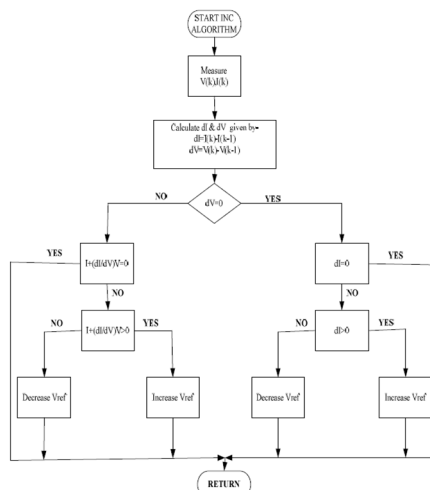 START INC
ALGORITHM
Measure
V(k),I(k)
Calculate dI & dV given by-
dI=I(k)-I(k-1)
dV=V(k)-V(k-1)
NO
YES
dV=0
YES
I+(dI/dV)V=0
dI=0
YES
NO
NO
NO
I+(dI/dV)V>0
YES
NO
dI>0
YES
Decrease Vref
Increase Vref
Decrease Vref
Increase Vref
RETURN